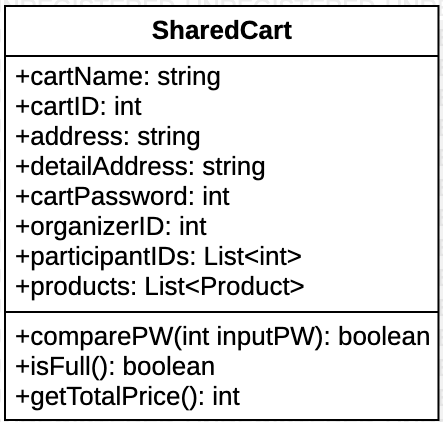 SharedCart
+cartName: string
+cartID: int
+address: string
+detailAddress: string
+cartPassword: int
+organizerID: int
+participantIDs: List<int>
+products: List<Product>
+comparePW(int inputPW): boolean
+isFull(): boolean
+getTotalPrice(): int